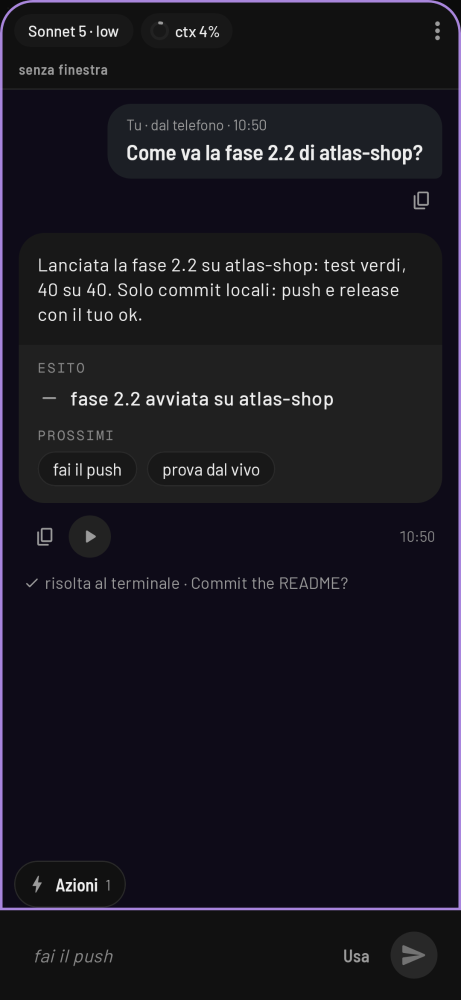 Sonnet 5 · low
ctx 4%
senza finestra
Tu · dal telefono · 10:50
Come va la fase 2.2 di atlas-shop?
Lanciata la fase 2.2 su atlas-shop: test verdi,
40 su 40. Solo commit locali: push e release
con il tuo ok.
ESITO
— fase 2.2 avviata su atlas-shop
PROSSIMI
fai il push
prova dal vivo
10:50
✓ risolta al terminale · Commit the README?
Azioni 1
fai il push
Usa